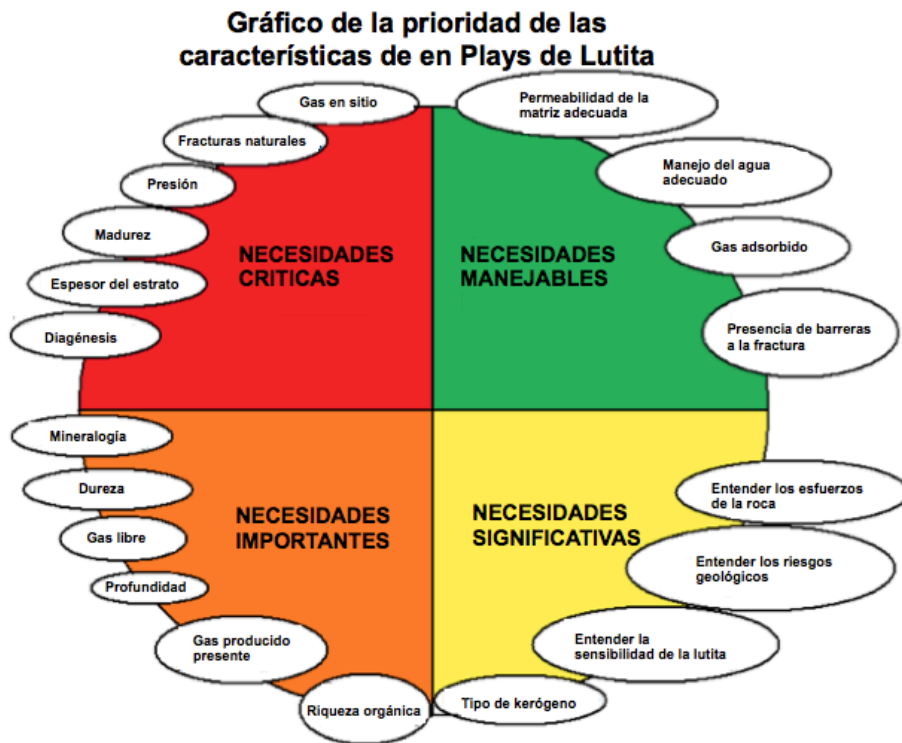 Gráfico de la prioridad de las
características de en Plays de Lutita
Gas en sitio
Fracturas naturales
Presión
Madurez
Espesor del estrato
Diagénesis
NECESIDADES
CRITICAS
Permeabilidad de la
matriz adecuada
Manejo del agua
adecuado
Gas adsorbido
Presencia de barreras
a la fractura
NECESIDADES
MANEJABLES
Mineralogía
Dureza
Gas libre
Profundidad
Gas producido
presente
Riqueza orgánica
NECESIDADES
IMPORTANTES
Entender los esfuerzos
de la roca
Entender los riesgos
geológicos
Entender la
sensibilidad de la lutita
Tipo de kerógeno
NECESIDADES
SIGNIFICATIVAS